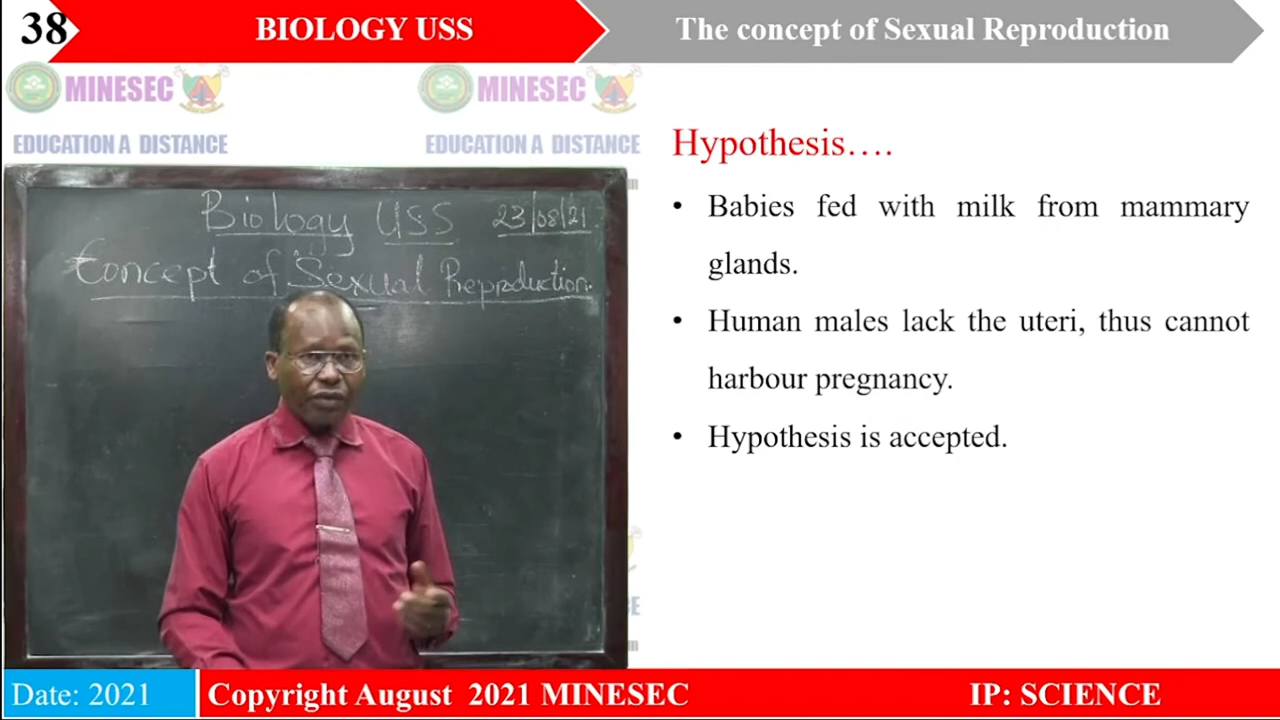 38
BIOLOGY USS
The concept of Sexual Reproduction
MINESEC
MINESEC
EDUCATION A DISTANCE
EDUCATION A DISTANCE
Biology USS 23/08/21
Concept of Sexual Reproduction
Hypothesis….
• Babies fed with milk from mammary
glands.
• Human males lack the uteri, thus cannot
harbour pregnancy.
• Hypothesis is accepted.
Date: 2021
Copyright August 2021 MINESEC
IP: SCIENCE